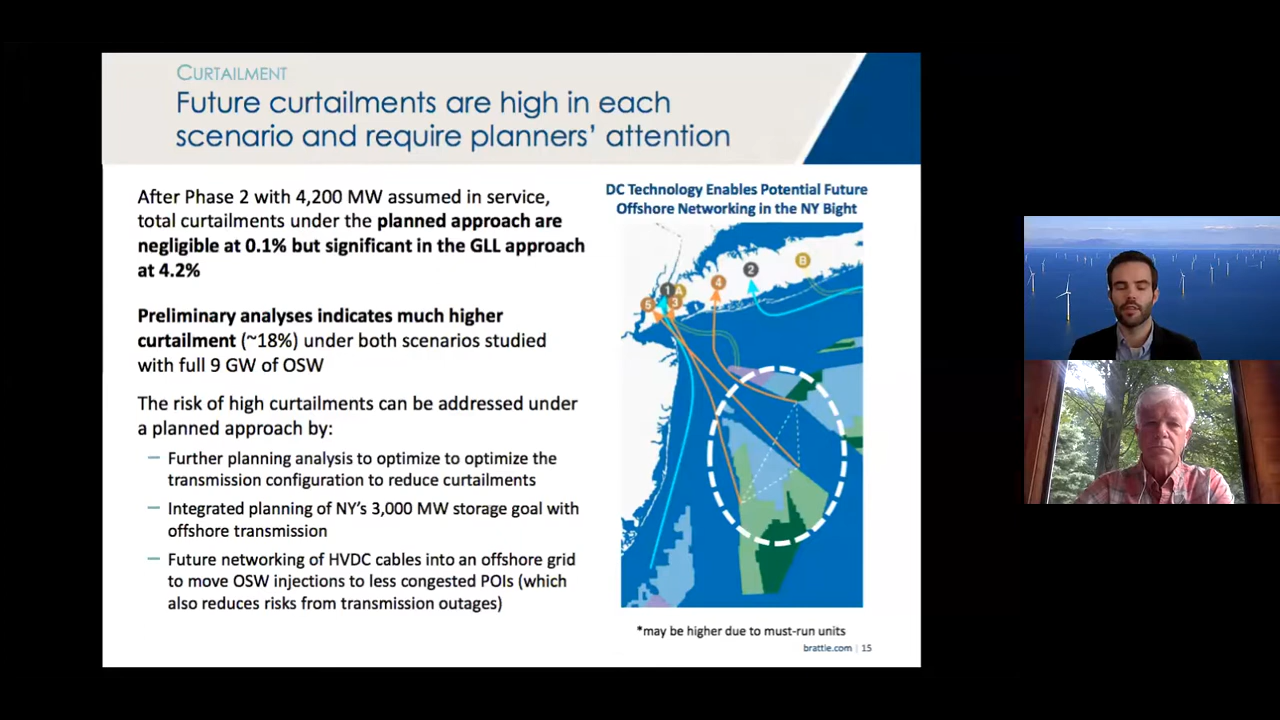 CURTAILMENT
Future curtailments are high in each
scenario and require planners’ attention
After Phase 2 with 4,200 MW assumed in service,
total curtailments under the planned approach are
negligible at 0.1% but significant in the GLL approach
at 4.2%
Preliminary analyses indicates much higher
curtailment (~18%) under both scenarios studied
with full 9 GW of OSW
The risk of high curtailments can be addressed under
a planned approach by:
— Further planning analysis to optimize to optimize the
transmission configuration to reduce curtailments
— Integrated planning of NY’s 3,000 MW storage goal with
offshore transmission
— Future networking of HVDC cables into an offshore grid
to move OSW injections to less congested POIs (which
also reduces risks from transmission outages)
DC Technology Enables Potential Future
Offshore Networking in the NY Bight
B
2
4
1 A
5 3
*may be higher due to must-run units
brattle.com | 15